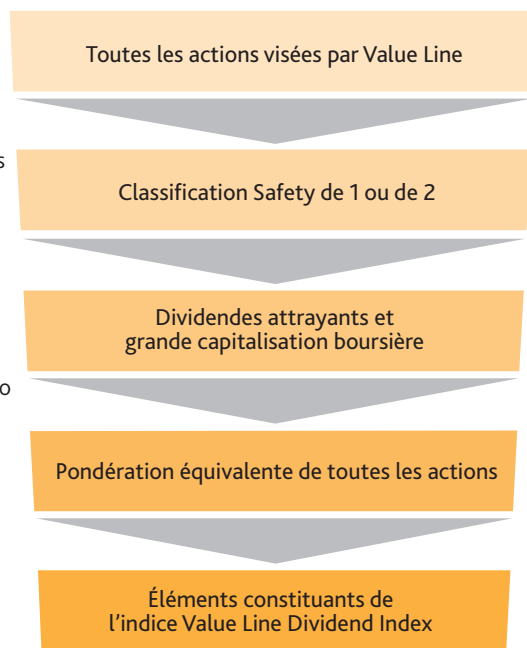 Toutes les actions visées par Value Line
s
Classification Safety de 1 ou de 2
Dividendes attrayants et
grande capitalisation boursière
o
Pondération équivalente de toutes les actions
Éléments constituants de
l'indice Value Line Dividend Index